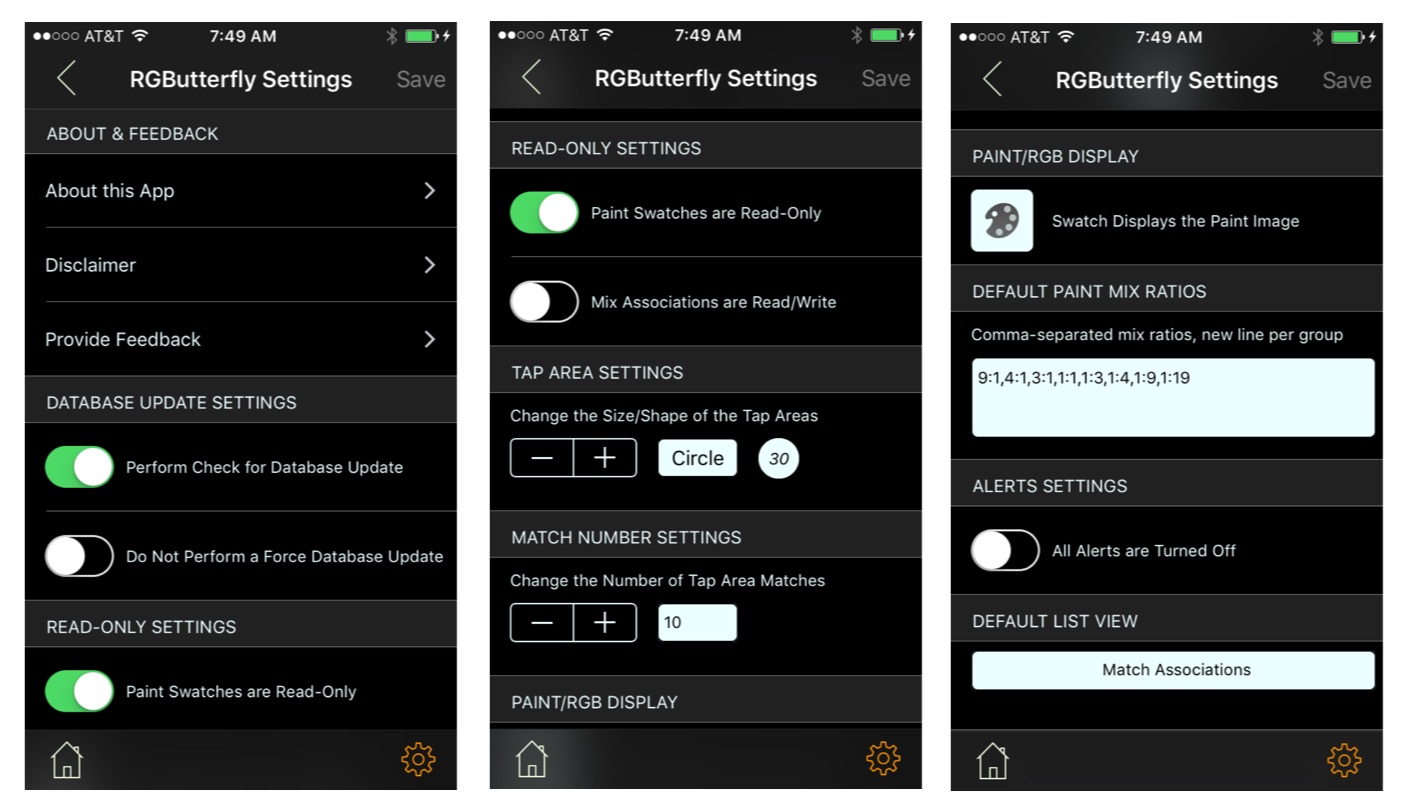 AT&T 7:49 AM
RGButterfly Settings Save
ABOUT & FEEDBACK
About this App
Disclaimer
Provide Feedback
DATABASE UPDATE SETTINGS
Perform Check for Database Update
Do Not Perform a Force Database Update
READ-ONLY SETTINGS
Paint Swatches are Read-Only
AT&T 7:49 AM
RGButterfly Settings Save
READ-ONLY SETTINGS
Paint Swatches are Read-Only
Mix Associations are Read/Write
TAP AREA SETTINGS
Change the Size/Shape of the Tap Areas
− + Circle 30
MATCH NUMBER SETTINGS
Change the Number of Tap Area Matches
− + 10
PAINT/RGB DISPLAY
AT&T 7:49 AM
RGButterfly Settings Save
PAINT/RGB DISPLAY
Swatch Displays the Paint Image
DEFAULT PAINT MIX RATIOS
Comma-separated mix ratios, new line per group
9:1,4:1,3:1,1:1,1:3,1:4,1:9,1:19
ALERTS SETTINGS
All Alerts are Turned Off
DEFAULT LIST VIEW
Match Associations